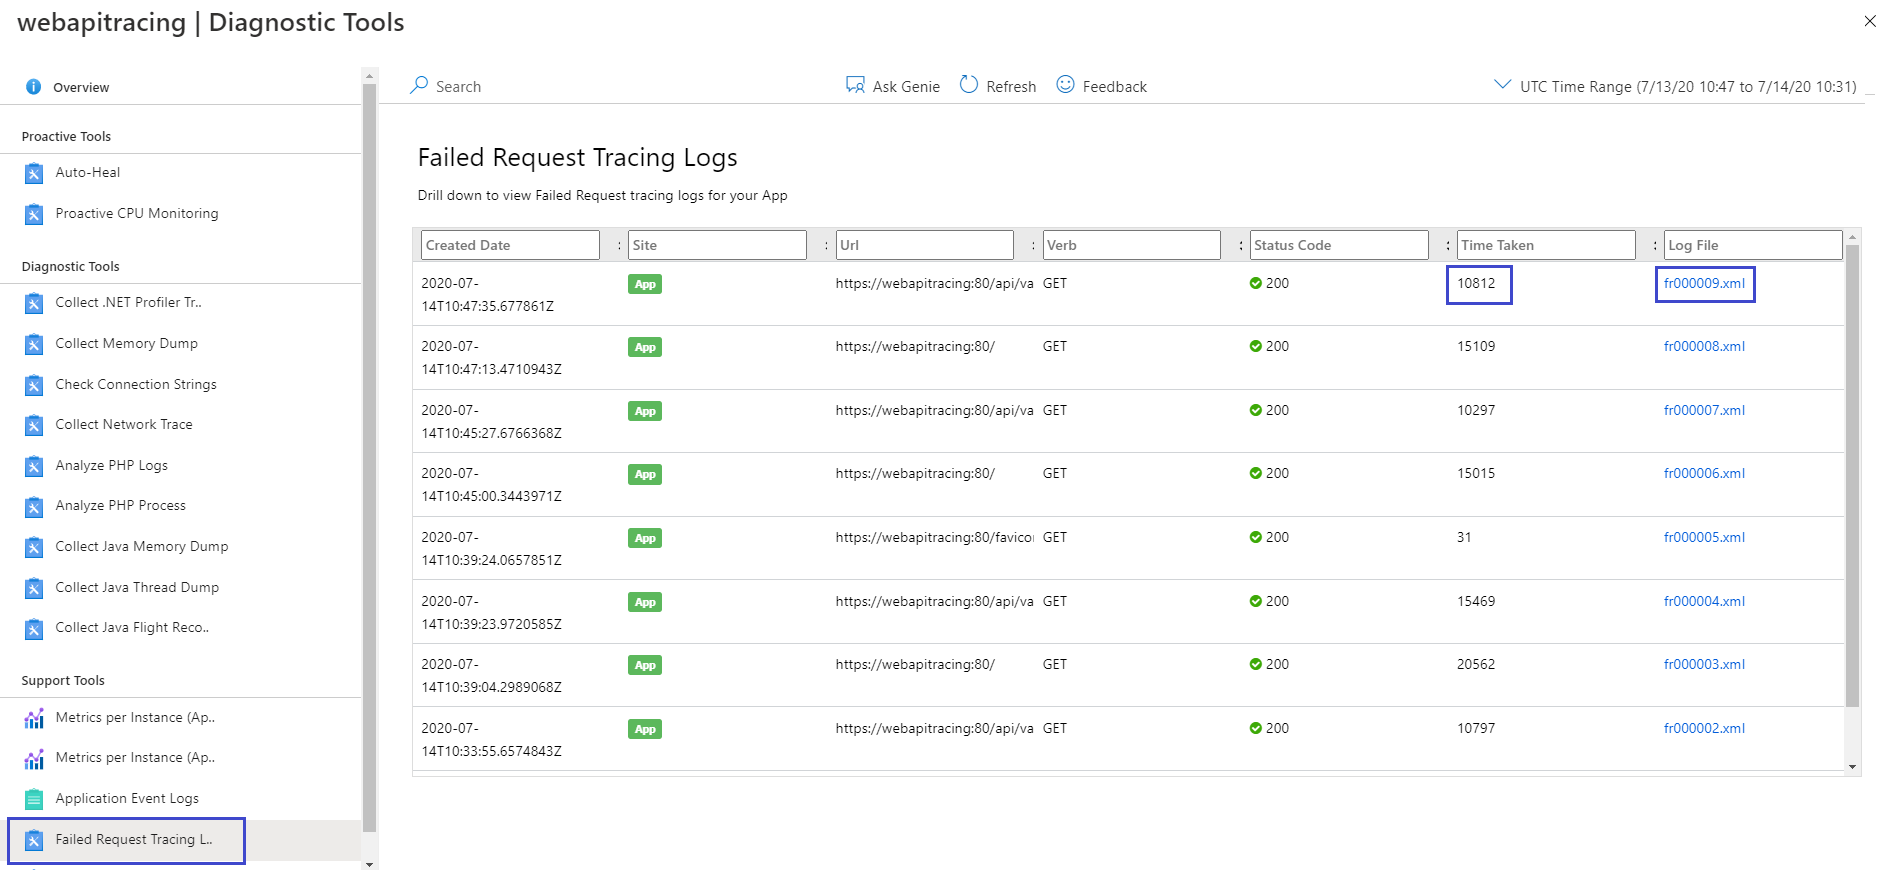 webapitracing | Diagnostic Tools
Overview
Proactive Tools
Auto-Heal
Proactive CPU Monitoring
Diagnostic Tools
Collect .NET Profiler Tr..
Collect Memory Dump
Check Connection Strings
Collect Network Trace
Analyze PHP Logs
Analyze PHP Process
Collect Java Memory Dump
Collect Java Thread Dump
Collect Java Flight Reco..
Support Tools
Metrics per Instance (Ap..
Metrics per Instance (Ap..
Application Event Logs
Failed Request Tracing L..
Search Ask Genie Refresh Feedback UTC Time Range (7/13/20 10:47 to 7/14/20 10:31)
Failed Request Tracing Logs
Drill down to view Failed Request tracing logs for your App
Created Date : Site : Url : Verb : Status Code : Time Taken : Log File
2020-07- App https://webapitracing:80/api/va GET 200 10812 fr000009.xml
14T10:47:35.677861Z
2020-07- App https://webapitracing:80/ GET 200 15109 fr000008.xml
14T10:47:13.4710943Z
2020-07- App https://webapitracing:80/api/va GET 200 10297 fr000007.xml
14T10:45:27.6766368Z
2020-07- App https://webapitracing:80/ GET 200 15015 fr000006.xml
14T10:45:00.3443971Z
2020-07- App https://webapitracing:80/favico GET 200 31 fr000005.xml
14T10:39:24.0657851Z
2020-07- App https://webapitracing:80/api/va GET 200 15469 fr000004.xml
14T10:39:23.9720585Z
2020-07- App https://webapitracing:80/ GET 200 20562 fr000003.xml
14T10:39:04.2989068Z
2020-07- App https://webapitracing:80/api/va GET 200 10797 fr000002.xml
14T10:33:55.6574843Z